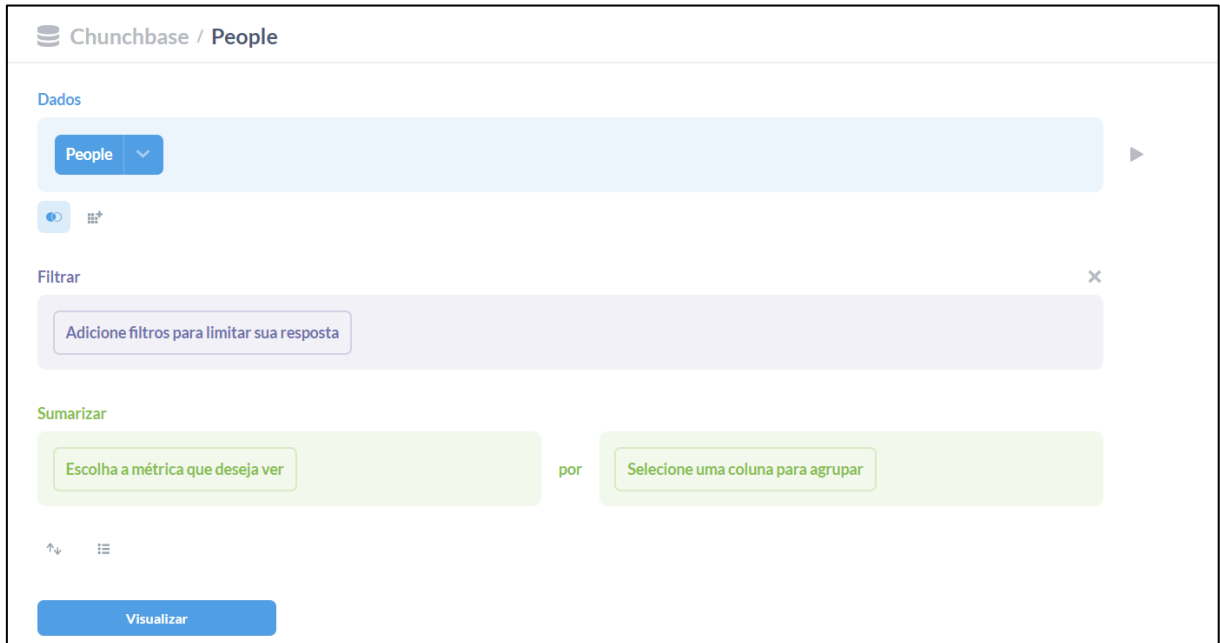 Chunchbase / People
Dados
People
Filtrar
Adicione filtros para limitar sua resposta
Sumarizar
Escolha a métrica que deseja ver por Selecione uma coluna para agrupar
Visualizar